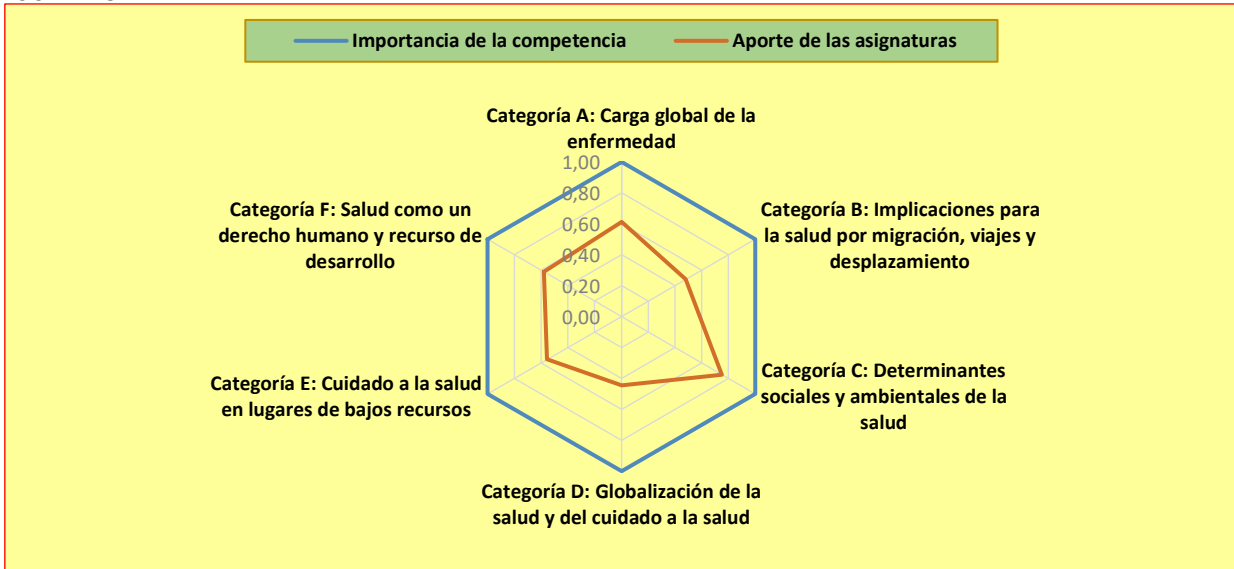 Importancia de la competencia
Aporte de las asignaturas
Categoría A: Carga global de la
enfermedad
1,00
0,80
0,60
0,40
0,20
0,00
Categoría B: Implicaciones para
la salud por migración, viajes y
desplazamiento
Categoría C: Determinantes
sociales y ambientales de la
salud
Categoría D: Globalización de la
salud y del cuidado a la salud
Categoría E: Cuidado a la salud
en lugares de bajos recursos
Categoría F: Salud como un
derecho humano y recurso de
desarrollo